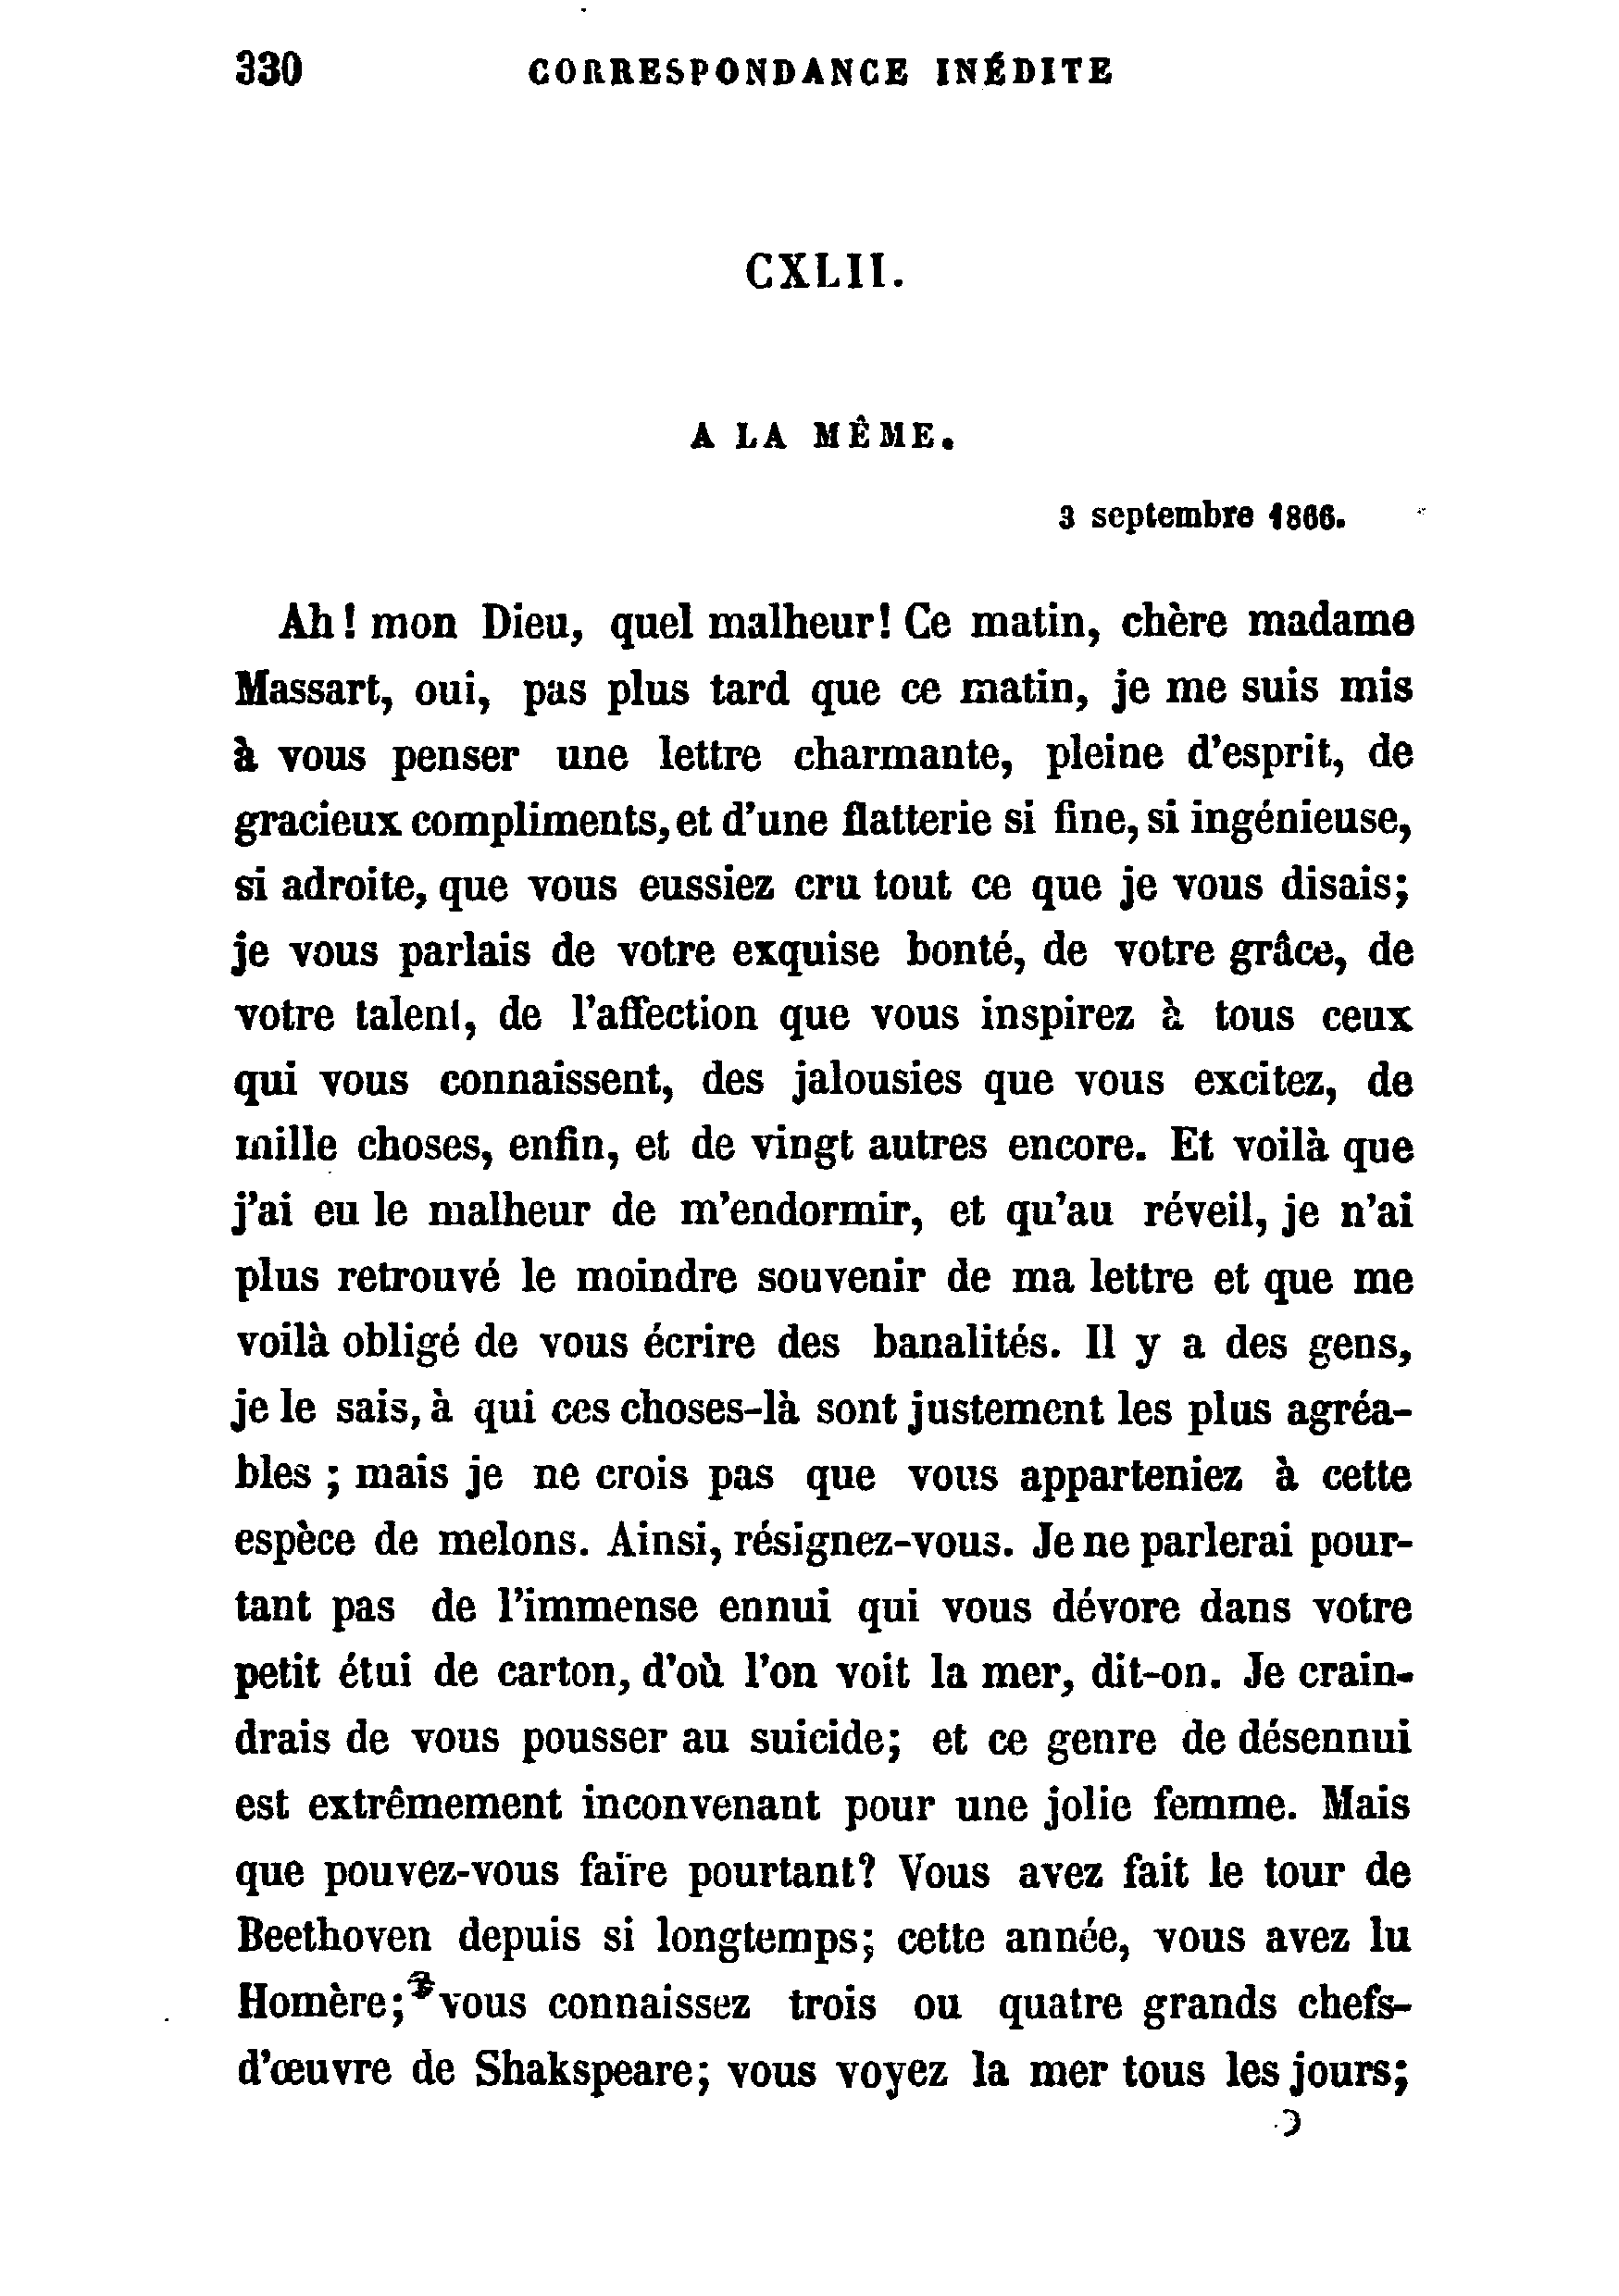 330 CORRESPONDANCE INÉDITE
CXLII.
A LA MÊME.
3 septembre 1866.
Ah! mon Dieu, quel malheur! Ce matin, chère madame
Massart, oui, pas plus tard que ce matin, je me suis mis
à vous penser une lettre charmante, pleine d'esprit, de
gracieux compliments, et d'une flatterie si fine, si ingénieuse,
si adroite, que vous eussiez cru tout ce que je vous disais;
je vous parlais de votre exquise bonté, de votre grâce, de
votre talent, de l'affection que vous inspirez à tous ceux
qui vous connaissent, des jalousies que vous excitez, de
mille choses, enfin, et de vingt autres encore. Et voilà que
j'ai eu le malheur de m'endormir, et qu'au réveil, je n'ai
plus retrouvé le moindre souvenir de ma lettre et que me
voilà obligé de vous écrire des banalités. Il y a des gens,
je le sais, à qui ces choses-là sont justement les plus agréa-
bles ; mais je ne crois pas que vous apparteniez à cette
espèce de melons. Ainsi, résignez-vous. Je ne parlerai pour-
tant pas de l'immense ennui qui vous dévore dans votre
petit étui de carton, d'où l'on voit la mer, dit-on. Je crain-
drais de vous pousser au suicide; et ce genre de désennui
est extrêmement inconvenant pour une jolie femme. Mais
que pouvez-vous faire pourtant? Vous avez fait le tour de
Beethoven depuis si longtemps; cette année, vous avez lu
Homère; vous connaissez trois ou quatre grands chefs-
d'œuvre de Shakspeare; vous voyez la mer tous les jours;